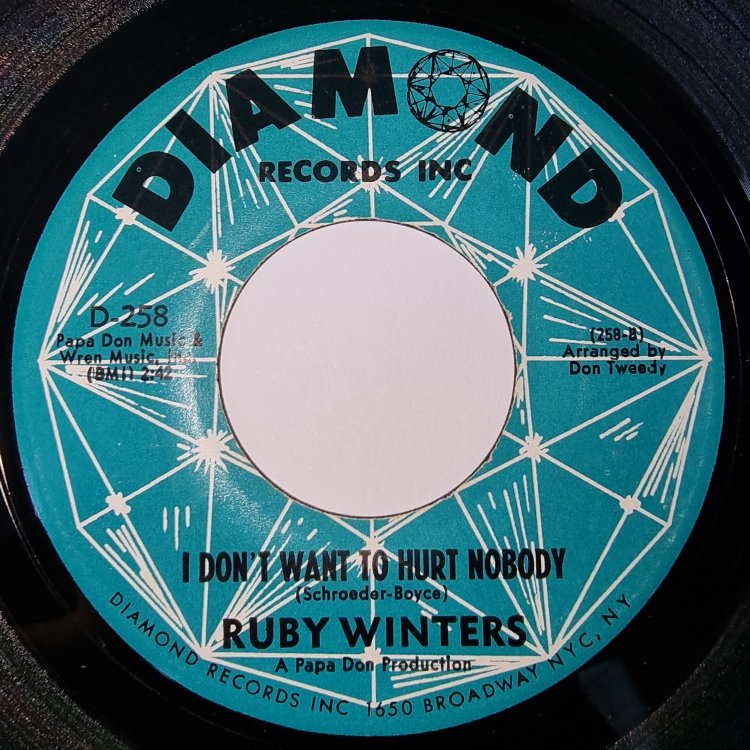 DIAMOND
RECORDS INC
D-258
Papa Don Music &
Wren Music, Inc.
(BMI) 2:42
(258-B)
Arranged by
Don Tweedy
I DON'T WANT TO HURT NOBODY
(Schroeder-Boyce)
RUBY WINTERS
A Papa Don Production
DIAMOND RECORDS INC 1650 BROADWAY NYC, NY